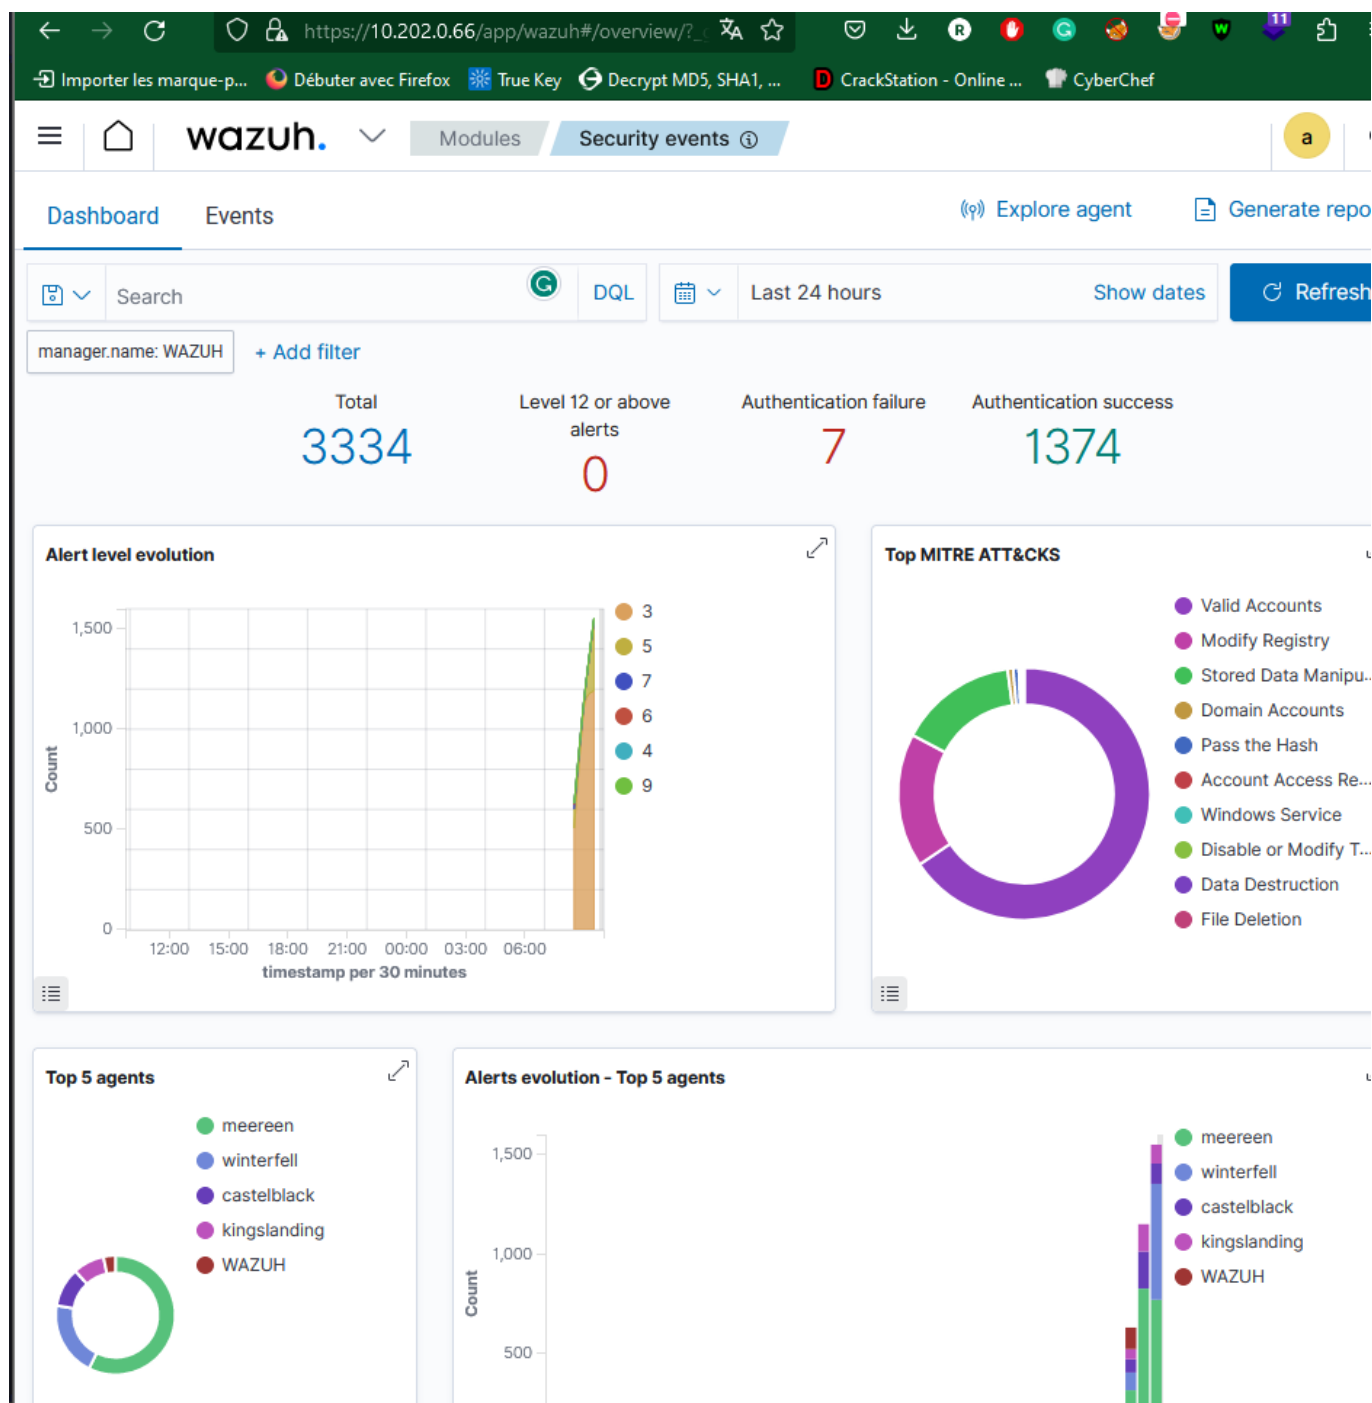 https://10.202.0.66/app/wazuh#/overview/?_
11
Importer les marque-p... Débuter avec Firefox True Key Decrypt MD5, SHA1, ... CrackStation - Online ... CyberChef
wazuh. Modules Security events a
Dashboard Events Explore agent Generate repo
Search DQL Last 24 hours Show dates Refresh
manager.name: WAZUH + Add filter
Total
3334
Level 12 or above
alerts
0
Authentication failure
7
Authentication success
1374
Alert level evolution
1,500
1,000
500
0
Count
12:00 15:00 18:00 21:00 00:00 03:00 06:00
timestamp per 30 minutes
3
5
7
6
4
9
Top MITRE ATT&CKS
Valid Accounts
Modify Registry
Stored Data Manipu...
Domain Accounts
Pass the Hash
Account Access Re...
Windows Service
Disable or Modify T...
Data Destruction
File Deletion
Top 5 agents
meereen
winterfell
castelblack
kingslanding
WAZUH
Alerts evolution - Top 5 agents
1,500
1,000
500
Count
meereen
winterfell
castelblack
kingslanding
WAZUH